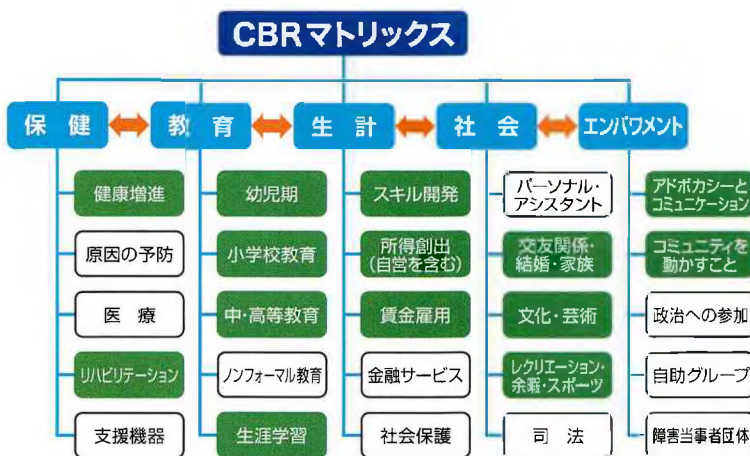 CBRマトリックス
保健
教育
生計
社会
エンパワメント
健康増進
原因の予防
医療
リハビリテーション
支援機器
幼児期
小学校教育
中・高等教育
ノンフォーマル教育
生涯学習
スキル開発
所得創出
(自営を含む)
賃金雇用
金融サービス
社会保護
パーソナル・
アシスタント
交友関係・
結婚・家族
文化・芸術
レクリエーション・
余暇・スポーツ
司法
アドボカシーと
コミュニケーション
コミュニティを
動かすこと
政治への参加
自助グループ
障害当事者団体